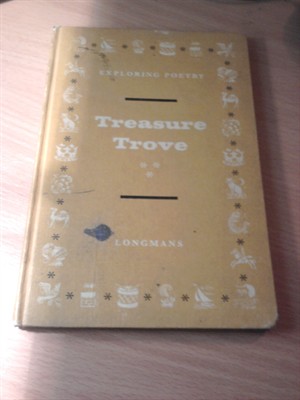 EXPLORING POETRY
Treasure
Trove
LONGMANS